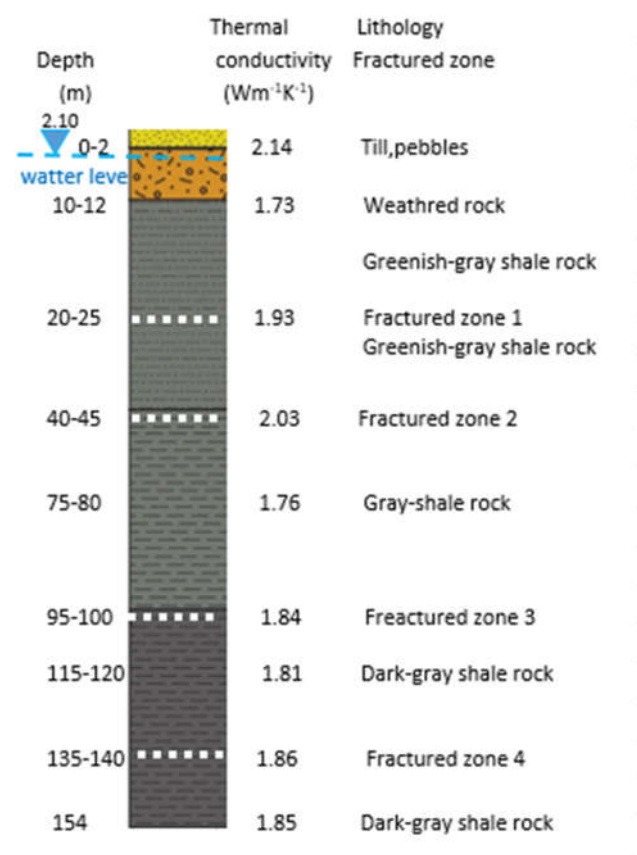 Thermal Lithology
Depth conductivity Fractured zone
(m) (Wm⁻¹K⁻¹)
2.10
0-2 2.14 Till,pebbles
watter leve
10-12 1.73 Weathred rock
Greenish-gray shale rock
20-25 1.93 Fractured zone 1
Greenish-gray shale rock
40-45 2.03 Fractured zone 2
75-80 1.76 Gray-shale rock
95-100 1.84 Freactured zone 3
115-120 1.81 Dark-gray shale rock
135-140 1.86 Fractured zone 4
154 1.85 Dark-gray shale rock